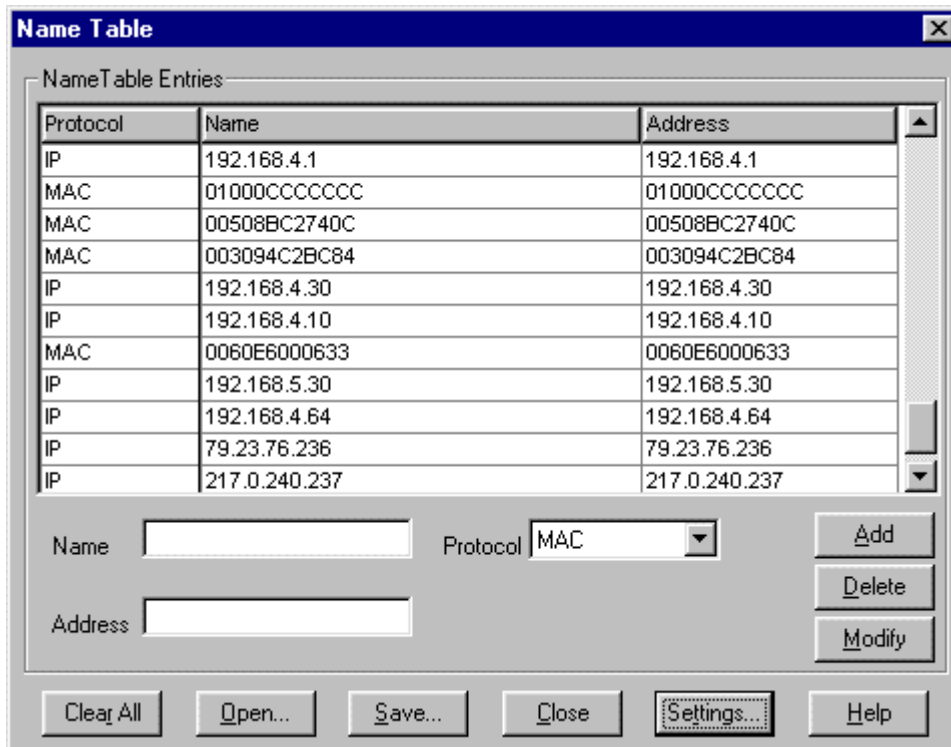 Name Table
NameTable Entries
Protocol Name Address
IP 192.168.4.1 192.168.4.1
MAC 01000CCCCCCC 01000CCCCCCC
MAC 00508BC2740C 00508BC2740C
MAC 003094C2BC84 003094C2BC84
IP 192.168.4.30 192.168.4.30
IP 192.168.4.10 192.168.4.10
MAC 0060E6000633 0060E6000633
IP 192.168.5.30 192.168.5.30
IP 192.168.4.64 192.168.4.64
IP 79.23.76.236 79.23.76.236
IP 217.0.240.237 217.0.240.237
Name Protocol MAC Add
Delete
Address Modify
Clear All Open... Save... Close Settings... Help